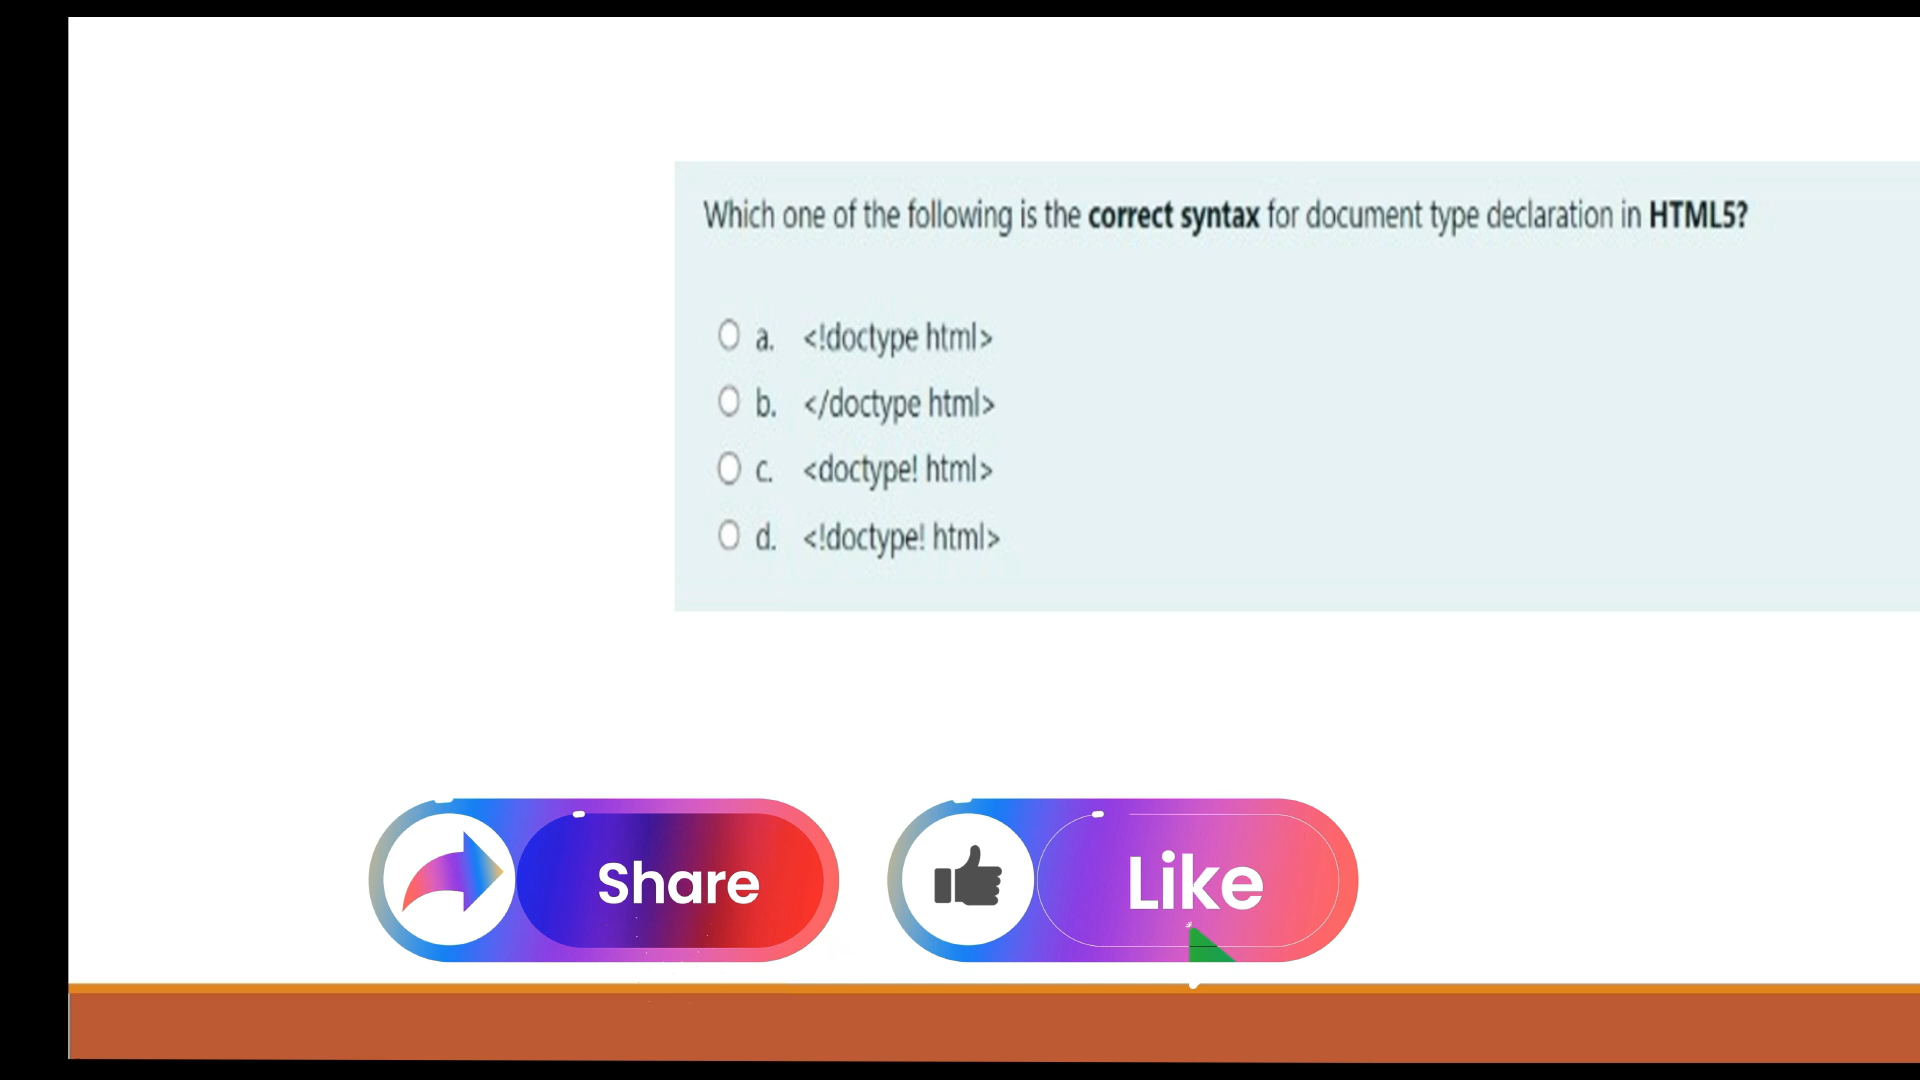 Which one of the following is the correct syntax for document type declaration in HTML5?
a. <!doctype html>
b. </doctype html>
c. <doctype! html>
d. <!doctype! html>
Share
Like